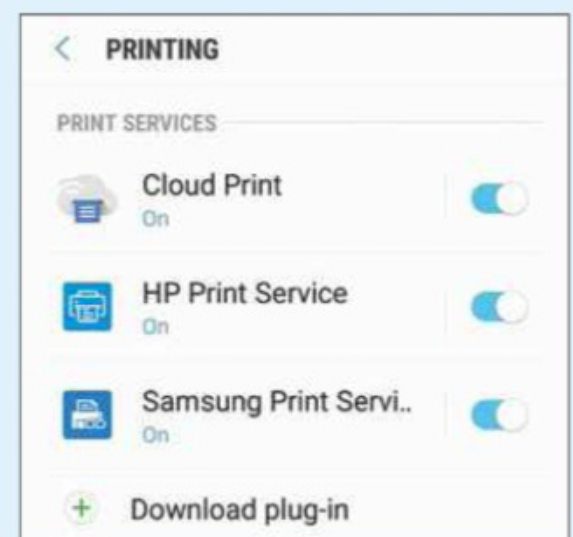 PRINTING
PRINT SERVICES
Cloud Print
On
HP Print Service
On
Samsung Print Servi..
On
Download plug-in